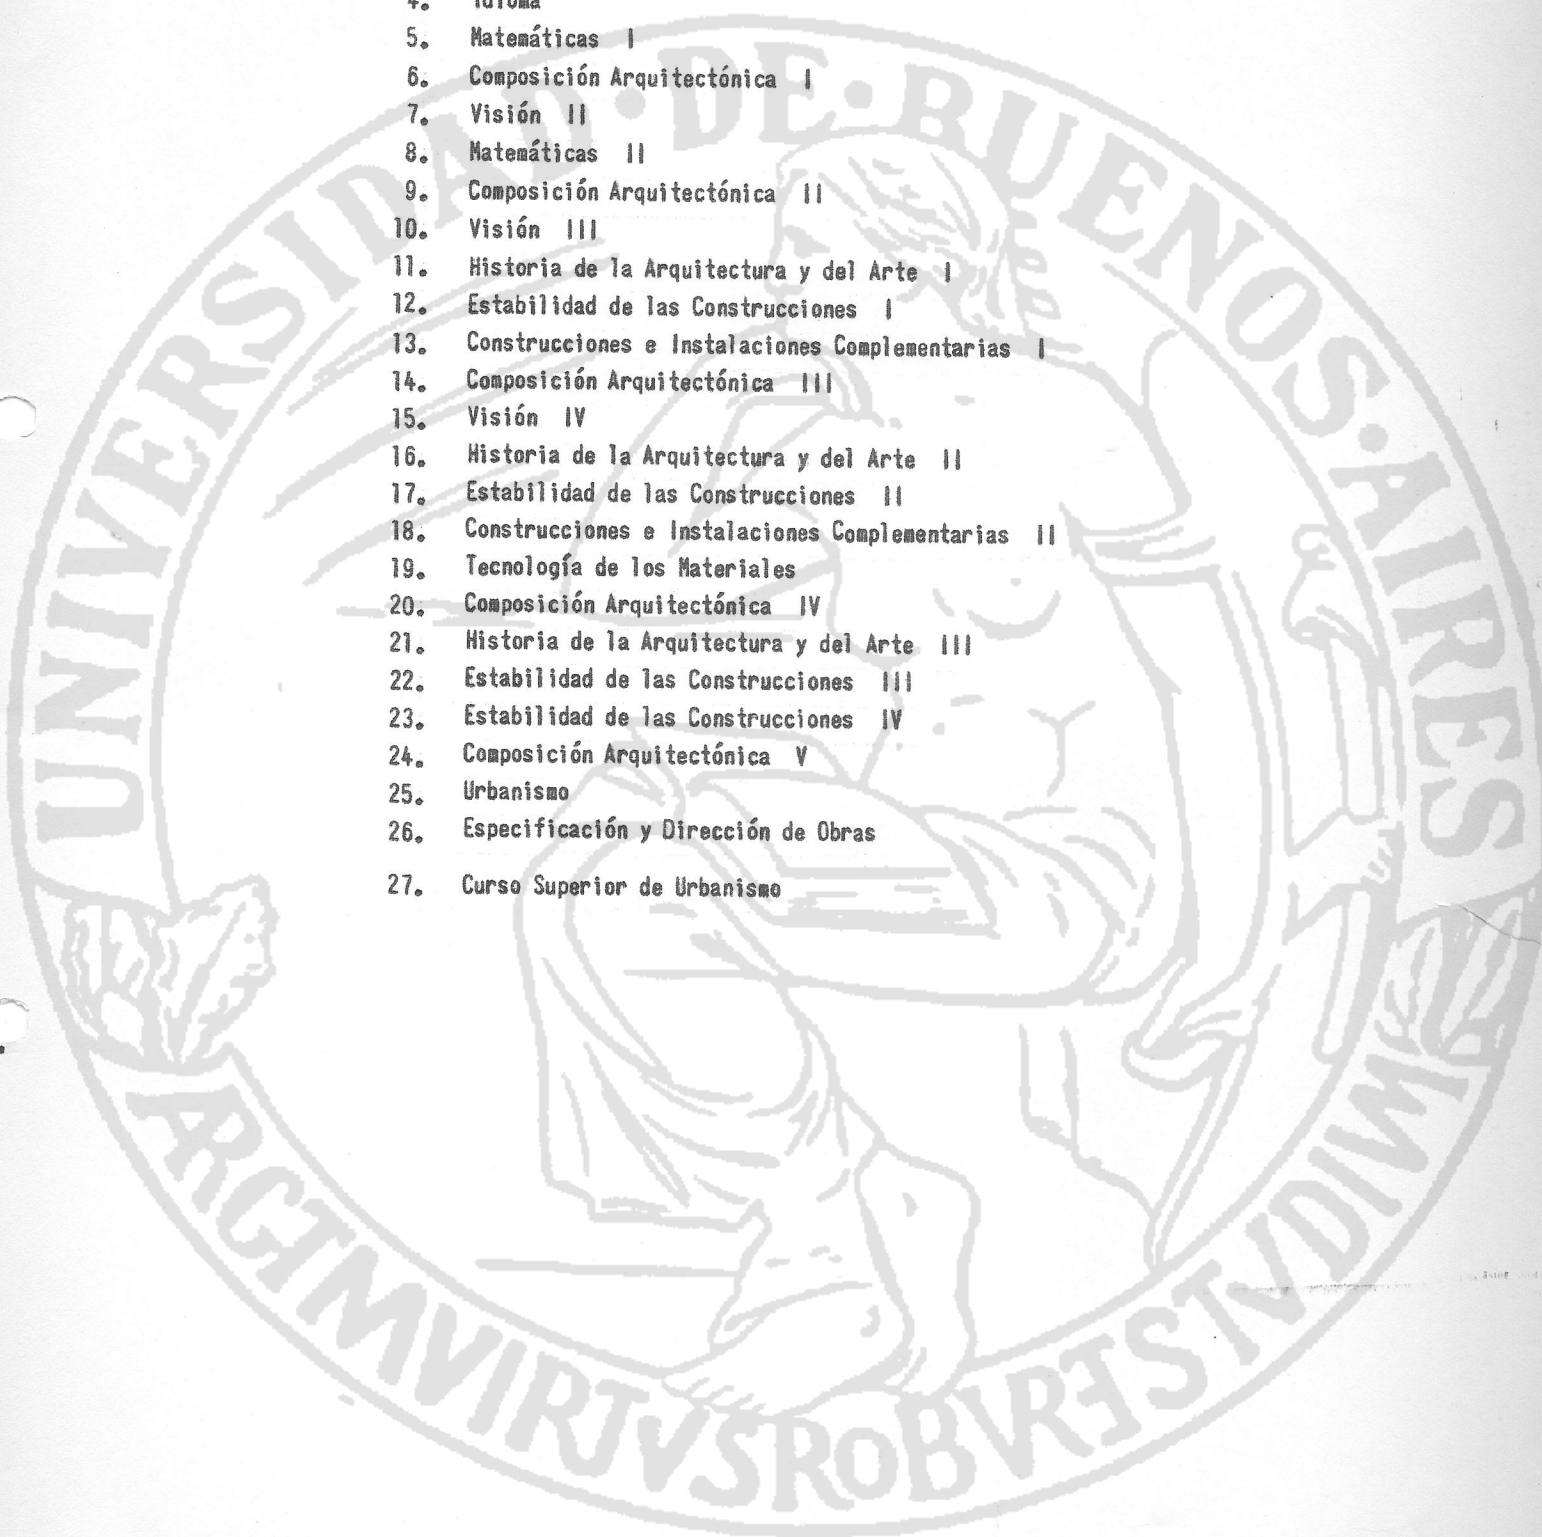 4. Idioma
5. Matemáticas I
6. Composición Arquitectónica I
7. Visión II
8. Matemáticas II
9. Composición Arquitectónica II
10. Visión III
11. Historia de la Arquitectura y del Arte I
12. Estabilidad de las Construcciones I
13. Construcciones e Instalaciones Complementarias I
14. Composición Arquitectónica III
15. Visión IV
16. Historia de la Arquitectura y del Arte II
17. Estabilidad de las Construcciones II
18. Construcciones e Instalaciones Complementarias II
19. Tecnología de los Materiales
20. Composición Arquitectónica IV
21. Historia de la Arquitectura y del Arte III
22. Estabilidad de las Construcciones III
23. Estabilidad de las Construcciones IV
24. Composición Arquitectónica V
25. Urbanismo
26. Especificación y Dirección de Obras
27. Curso Superior de Urbanismo
UNIVERSIDAD·DE·BUENOS·AIRES
ARGTMVIRTVSROBVRETSTVDIVM